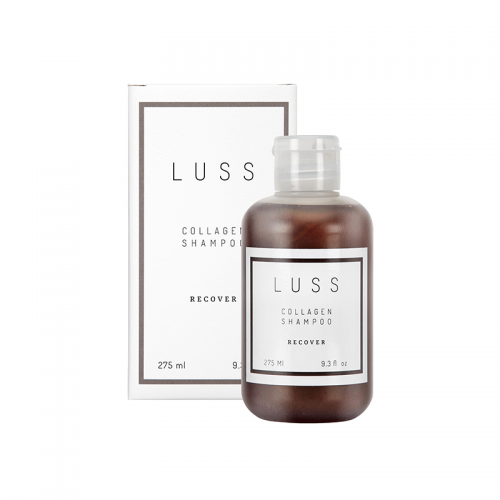 LUSS
COLLAGEN
SHAMPOO
RECOVER
275 ml
LUSS
COLLAGEN
SHAMPOO
RECOVER
275 Ml 9.3 fl oz